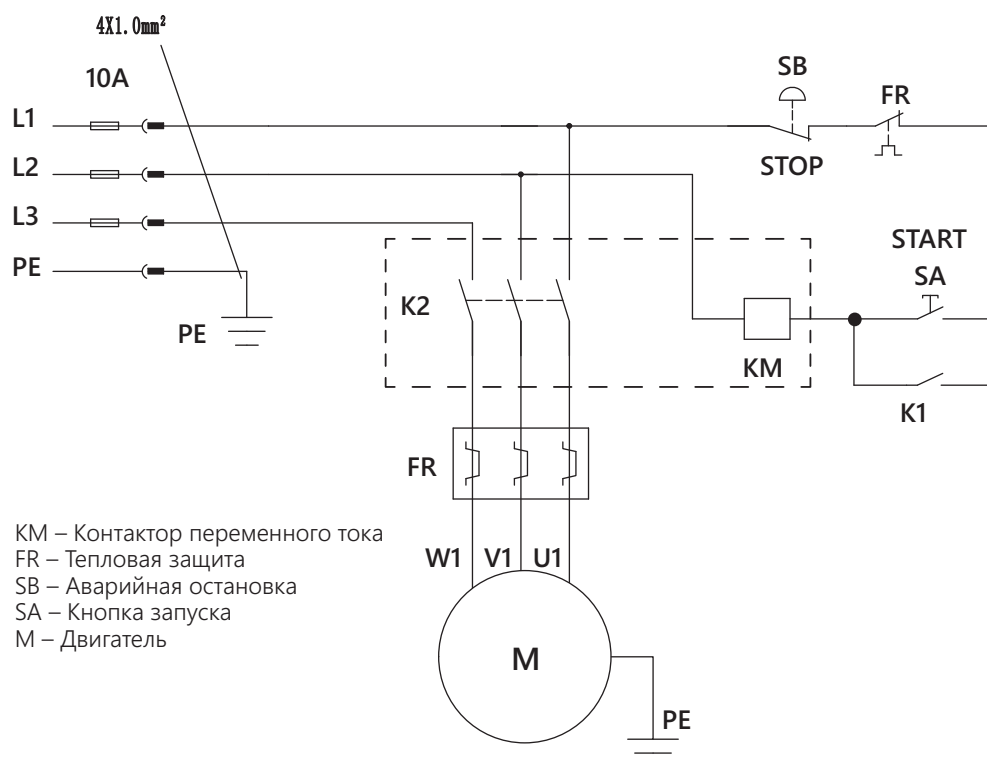 4X1.0mm²
10A
SB
FR
L1
STOP
L2
L3
START
SA
PE
K2
PE
KM
K1
FR
KM – Контактор переменного тока
FR – Тепловая защита
SB – Аварийная остановка
SA – Кнопка запуска
M – Двигатель
W1 V1 U1
M
PE